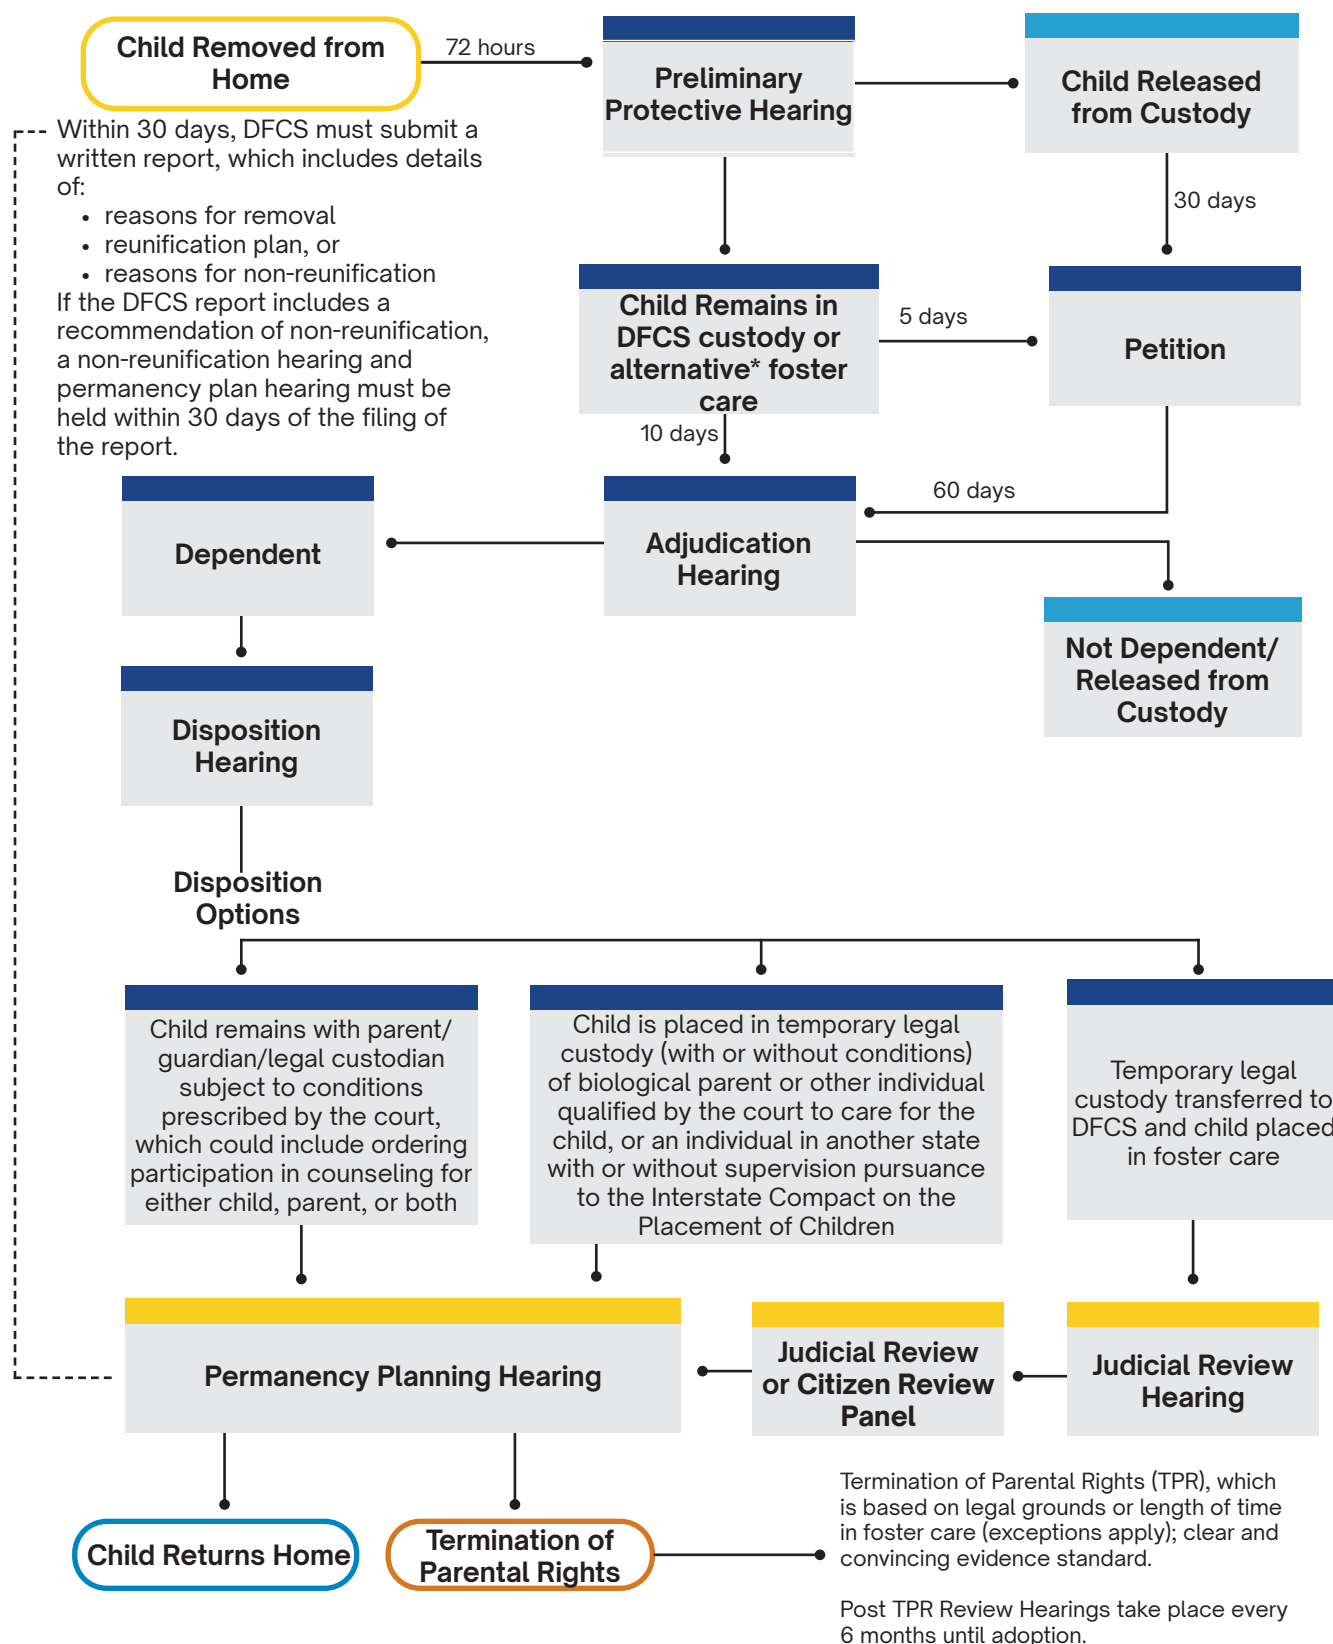 Child Removed from
Home
72 hours
Preliminary
Protective Hearing
Child Released
from Custody
Within 30 days, DFCS must submit a
written report, which includes details
of:
• reasons for removal
• reunification plan, or
• reasons for non-reunification
If the DFCS report includes a
recommendation of non-reunification,
a non-reunification hearing and
permanency plan hearing must be
held within 30 days of the filing of
the report.
30 days
Child Remains in
DFCS custody or
alternative* foster
care
5 days
Petition
10 days
60 days
Dependent
Adjudication
Hearing
Not Dependent/
Released from
Custody
Disposition
Hearing
Disposition
Options
Child remains with parent/
guardian/legal custodian
subject to conditions
prescribed by the court,
which could include ordering
participation in counseling for
either child, parent, or both
Child is placed in temporary legal
custody (with or without conditions)
of biological parent or other individual
qualified by the court to care for the
child, or an individual in another state
with or without supervision pursuance
to the Interstate Compact on the
Placement of Children
Temporary legal
custody transferred to
DFCS and child placed
in foster care
Permanency Planning Hearing
Judicial Review
or Citizen Review
Panel
Judicial Review
Hearing
Child Returns Home
Termination of
Parental Rights
Termination of Parental Rights (TPR), which
is based on legal grounds or length of time
in foster care (exceptions apply); clear and
convincing evidence standard.
Post TPR Review Hearings take place every
6 months until adoption.